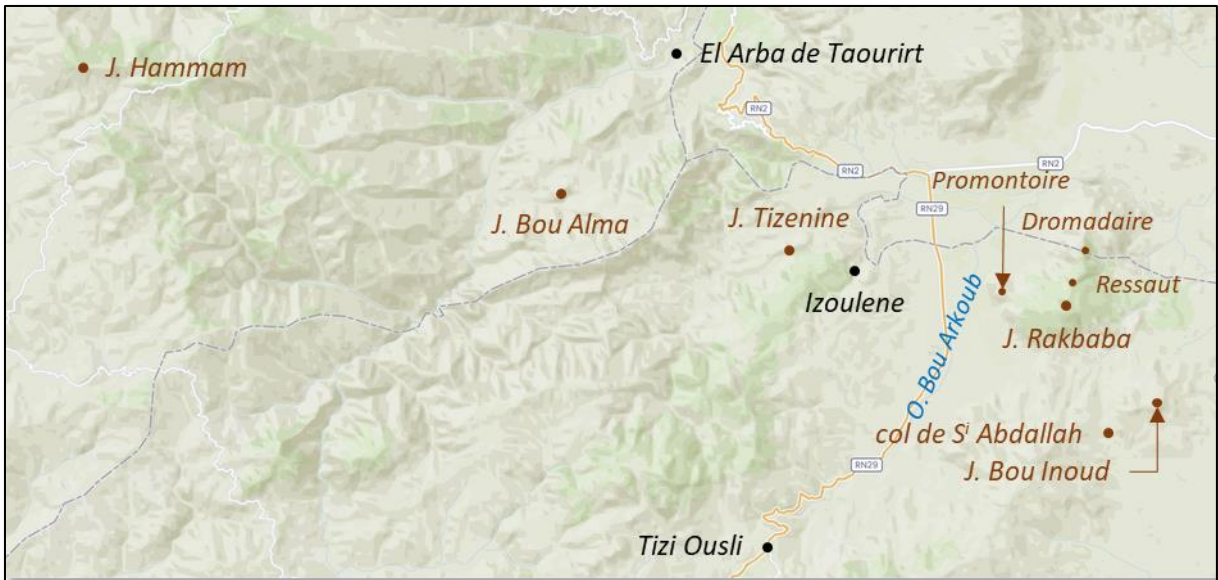 El Arba de Taourirt
J. Hammam
RN2
RN2
RN2
Promontoire
J. Bou Alma
J. Tizenine
RN29
Dromadaire
Izoulene
O. Bou Arkoub
Ressaut
J. Rakbaba
col de Sⁱ Abdallah
RN29
J. Bou Inoud
Tizi Ousli